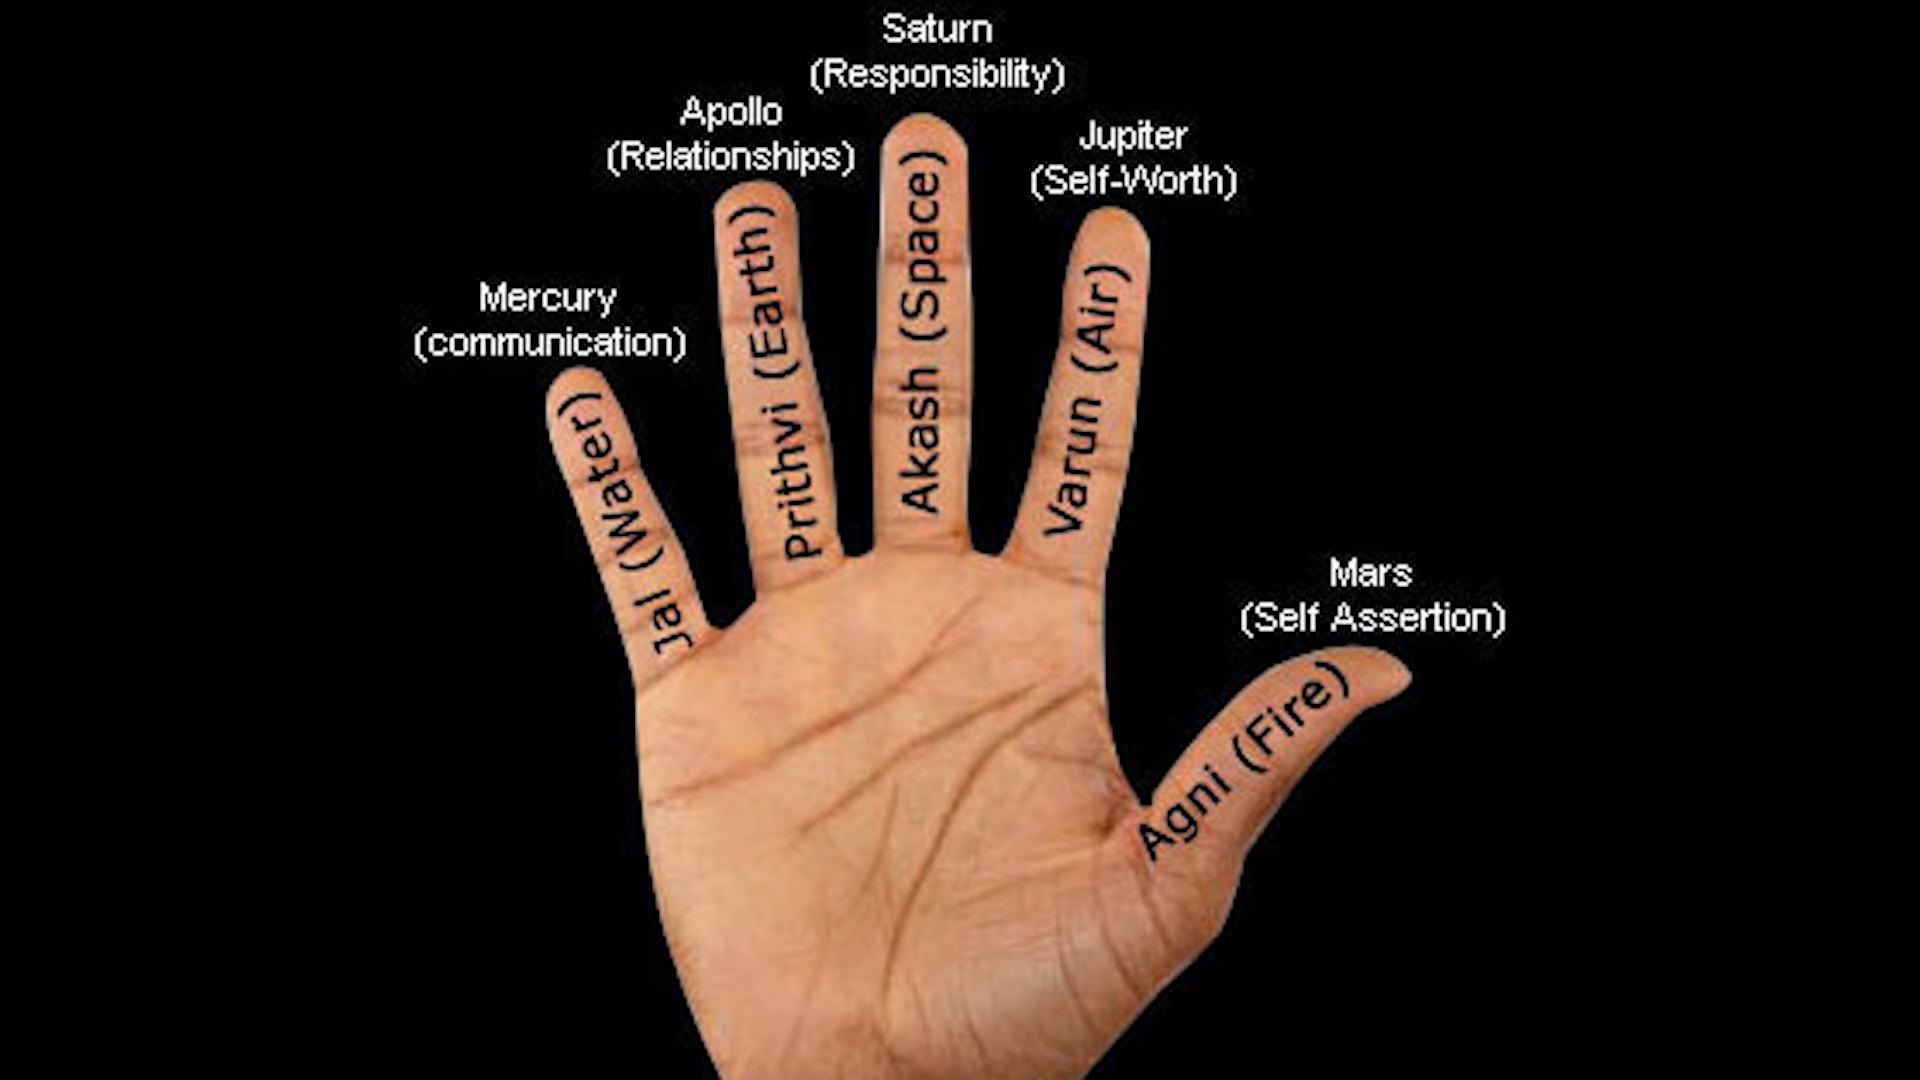 Saturn
(Responsibility)
Apollo
(Relationships)
Jupiter
(Self-Worth)
Mercury
(communication)
Mars
(Self Assertion)
Jal (Water)
Prithvi (Earth)
Akash (Space)
Varun (Air)
Agni (Fire)